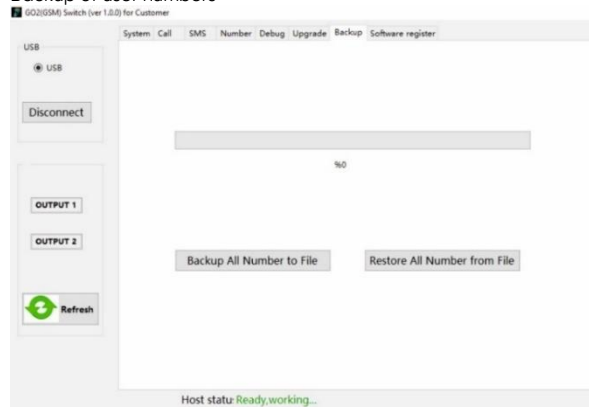 Backup of user numbers
GO2(GSM) Switch (ver 1.0.0) for Customer
System Call SMS Number Debug Upgrade Backup Software register
USB
USB
Disconnect
%0
OUTPUT 1
OUTPUT 2
Backup All Number to File Restore All Number from File
Refresh
Host statu: Ready,working...